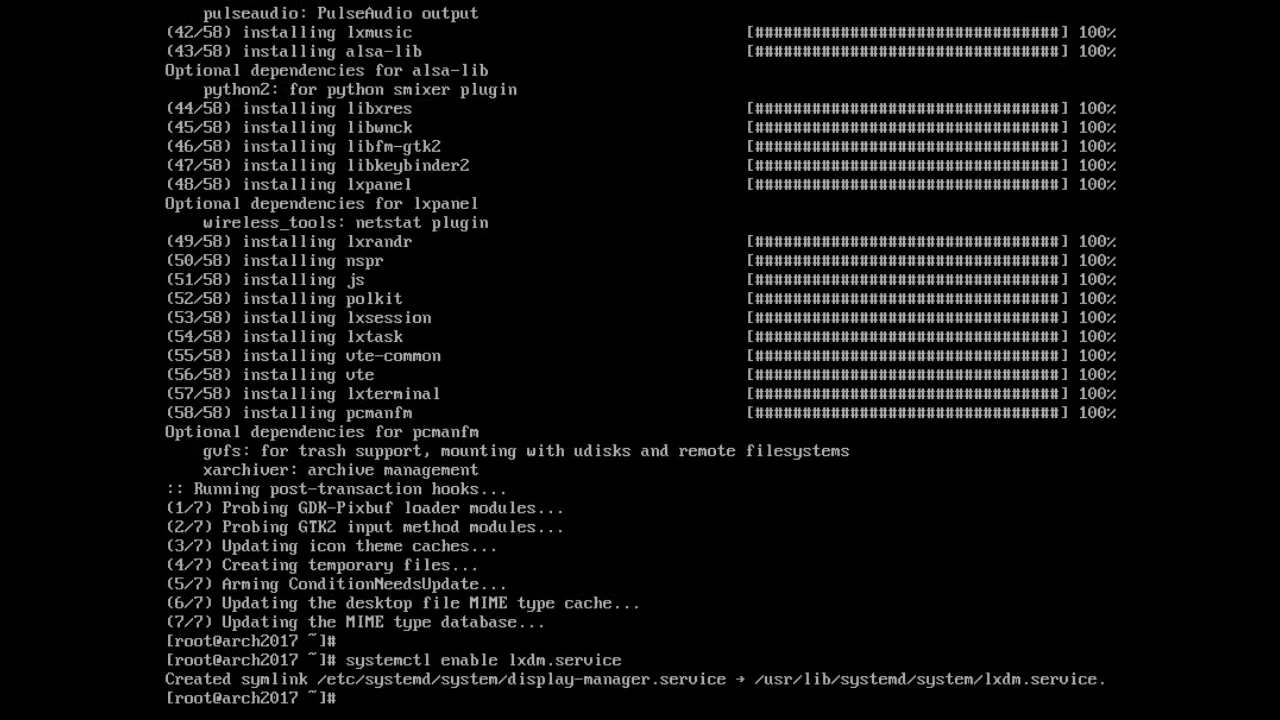 pulseaudio: PulseAudio output
(42/58) installing lxmusic [################################] 100%
(43/58) installing alsa-lib [################################] 100%
Optional dependencies for alsa-lib
python2: for python smixer plugin
(44/58) installing libxres [################################] 100%
(45/58) installing libwnck [################################] 100%
(46/58) installing libfm-gtk2 [################################] 100%
(47/58) installing libkeybinder2 [################################] 100%
(48/58) installing lxpanel [################################] 100%
Optional dependencies for lxpanel
wireless_tools: netstat plugin
(49/58) installing lxrandr [################################] 100%
(50/58) installing nspr [################################] 100%
(51/58) installing js [################################] 100%
(52/58) installing polkit [################################] 100%
(53/58) installing lxsession [################################] 100%
(54/58) installing lxtask [################################] 100%
(55/58) installing vte-common [################################] 100%
(56/58) installing vte [################################] 100%
(57/58) installing lxterminal [################################] 100%
(58/58) installing pcmanfm [################################] 100%
Optional dependencies for pcmanfm
gvfs: for trash support, mounting with udisks and remote filesystems
xarchiver: archive management
:: Running post-transaction hooks...
(1/7) Probing GDK-Pixbuf loader modules...
(2/7) Probing GTK2 input method modules...
(3/7) Updating icon theme caches...
(4/7) Creating temporary files...
(5/7) Arming ConditionNeedsUpdate...
(6/7) Updating the desktop file MIME type cache...
(7/7) Updating the MIME type database...
[root@arch2017 ~]#
[root@arch2017 ~]# systemctl enable lxdm.service
Created symlink /etc/systemd/system/display-manager.service → /usr/lib/systemd/system/lxdm.service.
[root@arch2017 ~]#